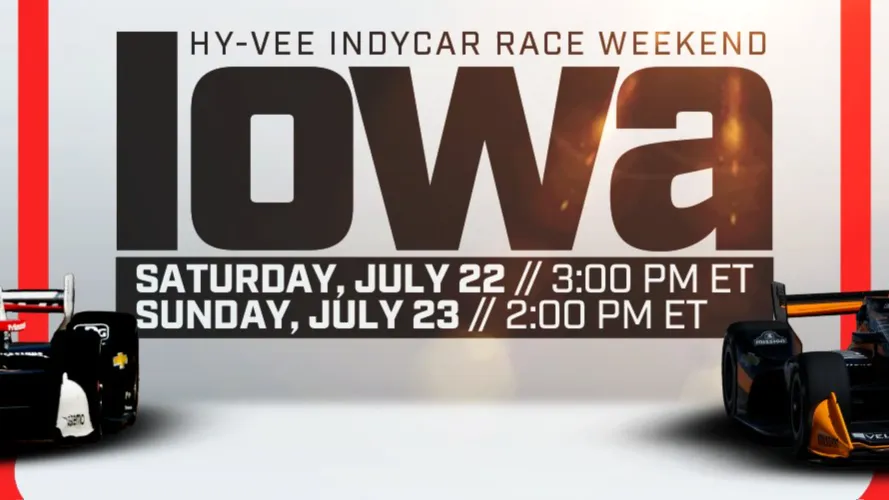 HY-VEE INDYCAR RACE WEEKEND
Iowa
SATURDAY, JULY 22 // 3:00 PM ET
SUNDAY, JULY 23 // 2:00 PM ET